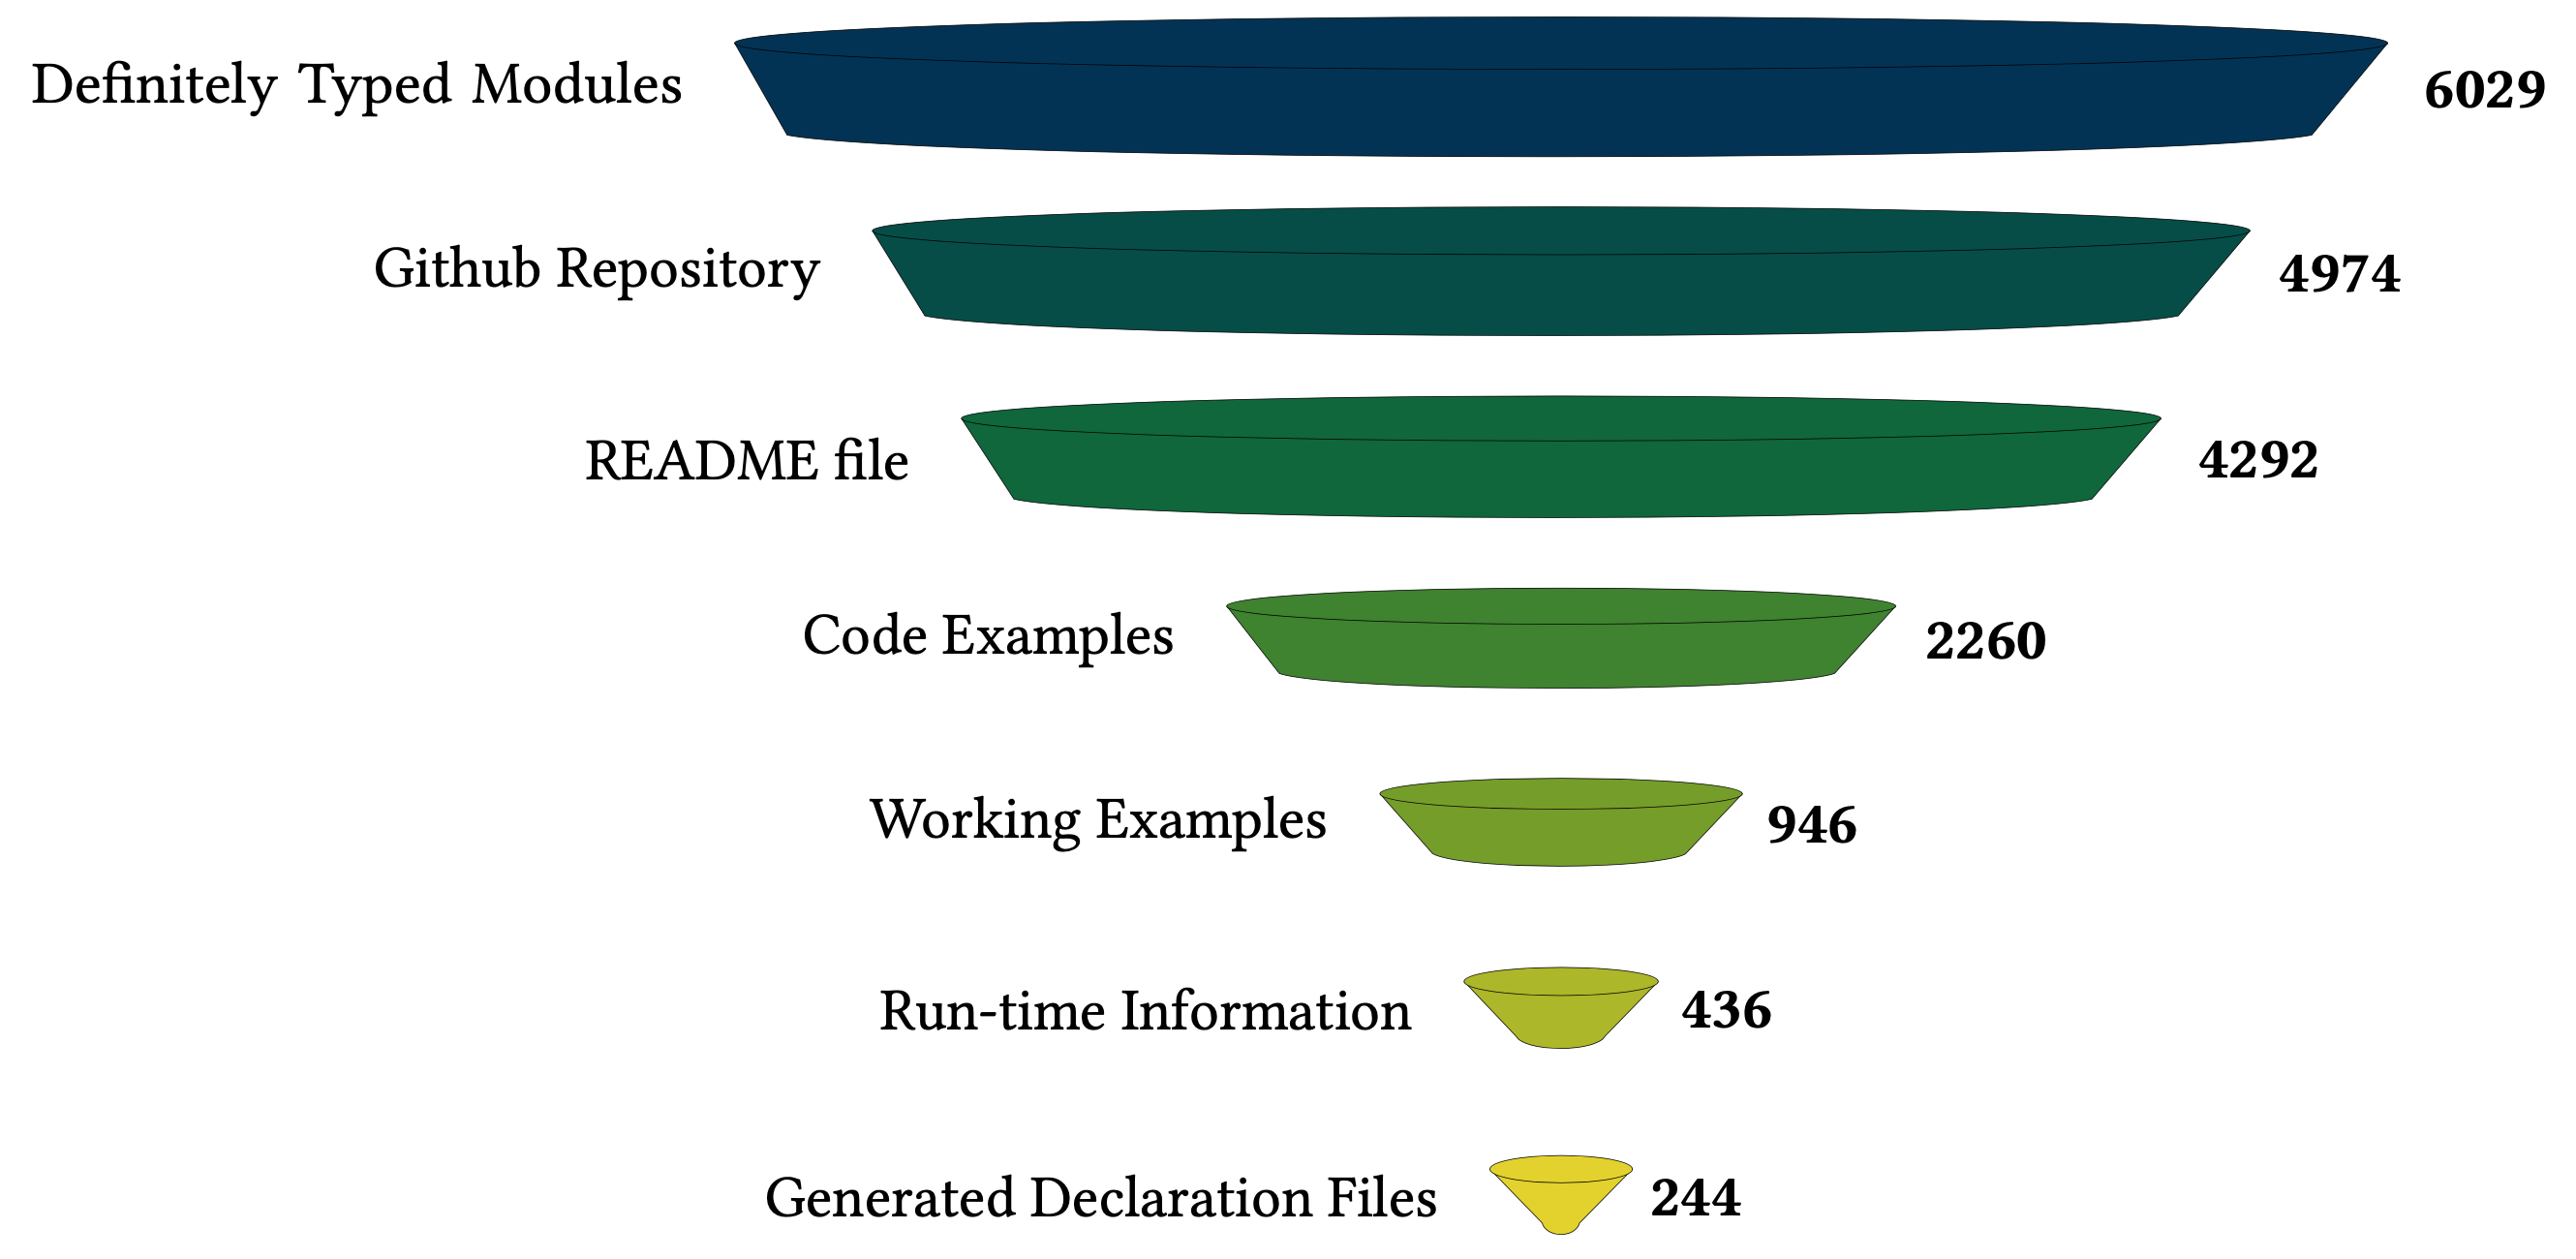 Definitely Typed Modules 6029
Github Repository 4974
README file 4292
Code Examples 2260
Working Examples 946
Run-time Information 436
Generated Declaration Files 244